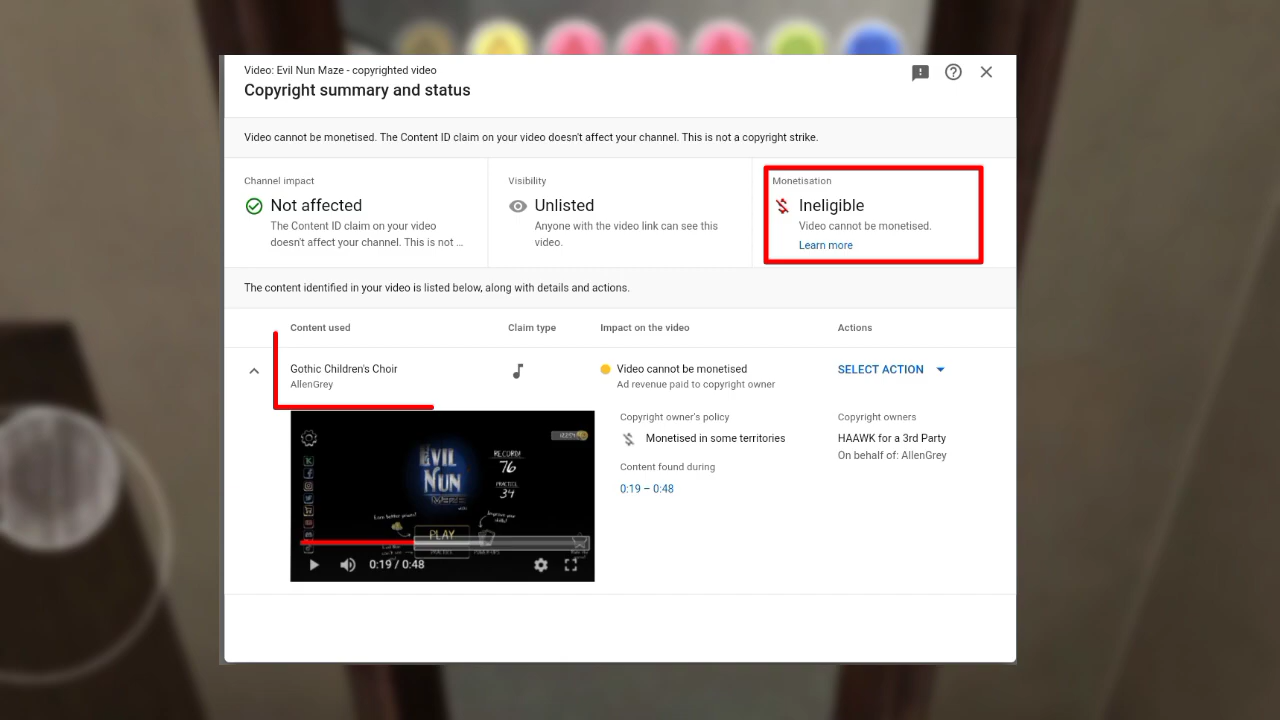 Video: Evil Nun Maze - copyrighted video
Copyright summary and status
Video cannot be monetised. The Content ID claim on your video doesn't affect your channel. This is not a copyright strike.
Channel impact
Not affected
The Content ID claim on your video
doesn't affect your channel. This is not ...
Visibility
Unlisted
Anyone with the video link can see this
video.
Monetisation
Ineligible
Video cannot be monetised.
Learn more
The content identified in your video is listed below, along with details and actions.
Content used
Claim type
Impact on the video
Actions
Gothic Children's Choir
AllenGrey
Video cannot be monetised
Ad revenue paid to copyright owner
SELECT ACTION
Copyright owner's policy
Monetised in some territories
Content found during
0:19 – 0:48
Copyright owners
HAAWK for a 3rd Party
On behalf of: AllenGrey
EVIL
NUN
RECORD!
76
PRACTICE
34
Improve your
skills!
PLAY
0:19 / 0:48